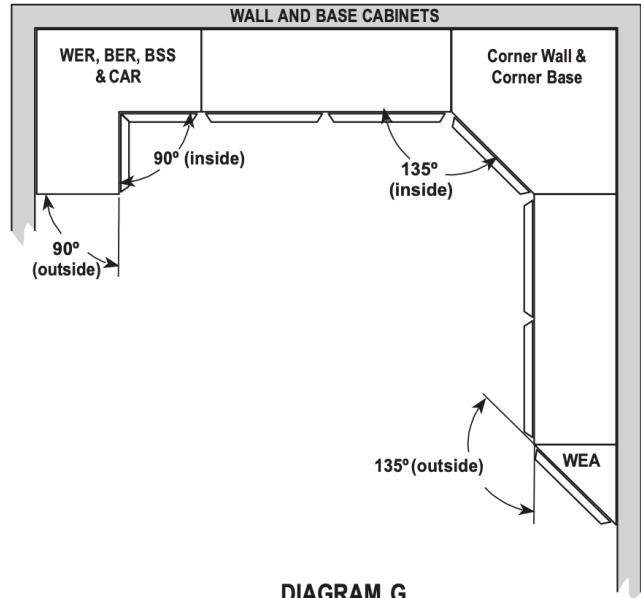 WALL AND BASE CABINETS
WER, BER, BSS
& CAR
Corner Wall &
Corner Base
90º (inside)
135º
(inside)
90º
(outside)
135º (outside)
WEA
DIAGRAM G